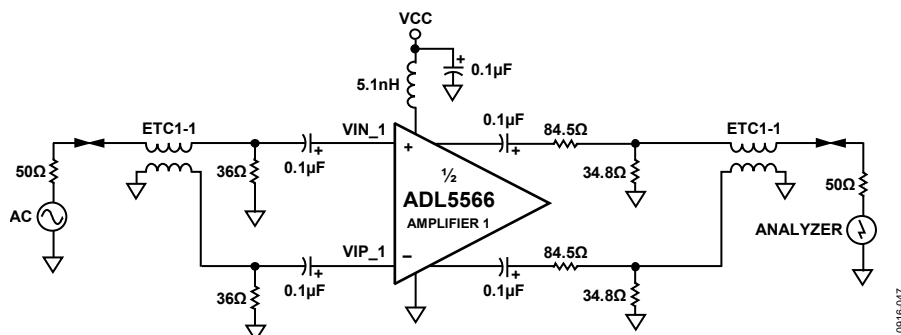 VCC
0.1µF
5.1nH
0.1µF
84.5Ω
ETC1-1
VIN_1
ETC1-1
50Ω
36Ω
0.1µF
+
½
ADL5566
AMPLIFIER 1
34.8Ω
50Ω
AC
ANALYZER
VIP_1
–
84.5Ω
36Ω
0.1µF
0.1µF
34.8Ω